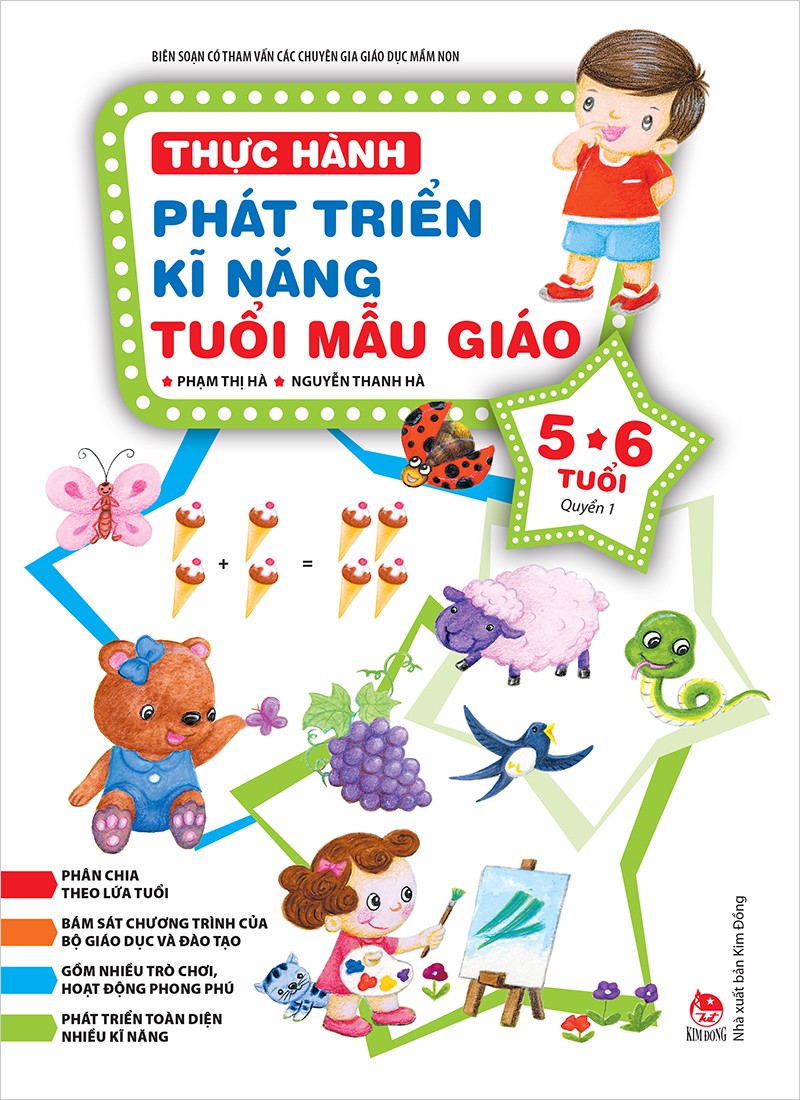 BIÊN SOẠN CÓ THAM VẤN CÁC CHUYÊN GIA GIÁO DỤC MẦM NON
THỰC HÀNH
PHÁT TRIỂN
KĨ NĂNG
TUỔI MẪU GIÁO
PHẠM THỊ HÀ ★ NGUYỄN THANH HÀ
5 ★ 6
TUỔI
Quyển 1
+ =
PHÂN CHIA
THEO LỨA TUỔI
BÁM SÁT CHƯƠNG TRÌNH CỦA
BỘ GIÁO DỤC VÀ ĐÀO TẠO
GỒM NHIỀU TRÒ CHƠI,
HOẠT ĐỘNG PHONG PHÚ
PHÁT TRIỂN TOÀN DIỆN
NHIỀU KĨ NĂNG
KIM ĐỒNG
Nhà xuất bản Kim Đồng